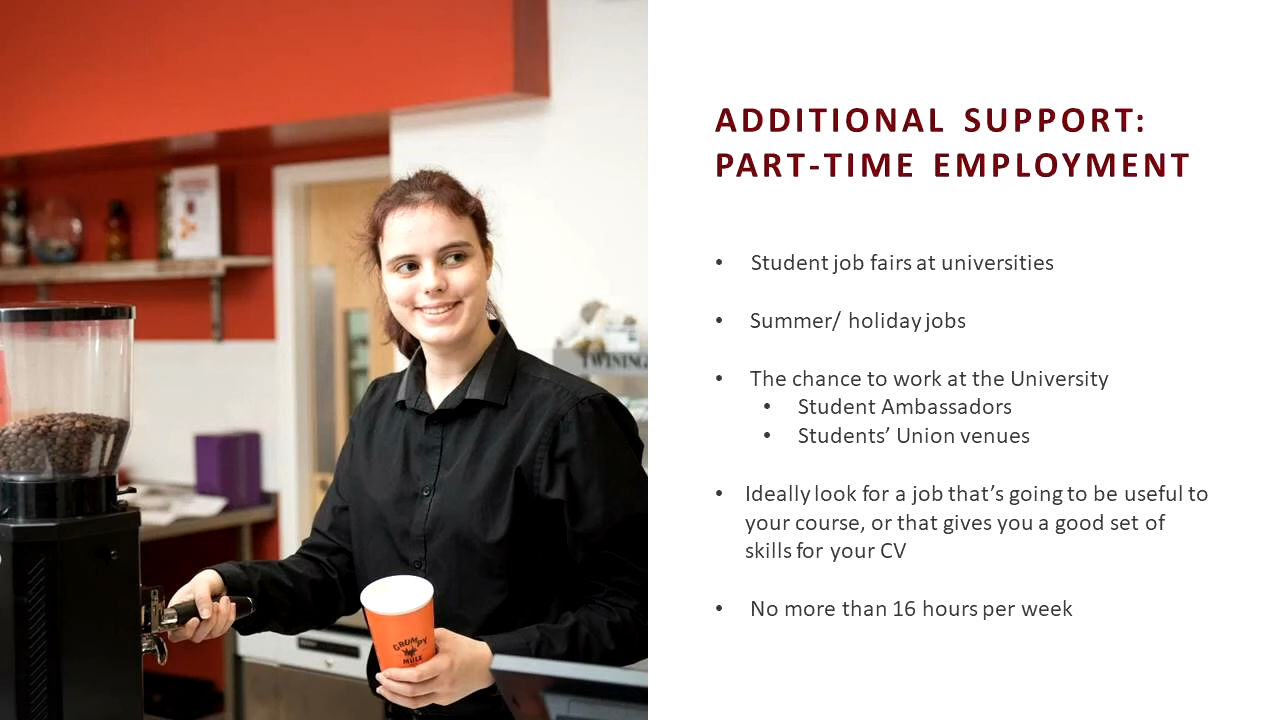 ADDITIONAL SUPPORT:
PART-TIME EMPLOYMENT
• Student job fairs at universities
• Summer/ holiday jobs
• The chance to work at the University
• Student Ambassadors
• Students’ Union venues
• Ideally look for a job that’s going to be useful to
your course, or that gives you a good set of
skills for your CV
• No more than 16 hours per week
TWINING
GRUMPY
MULE